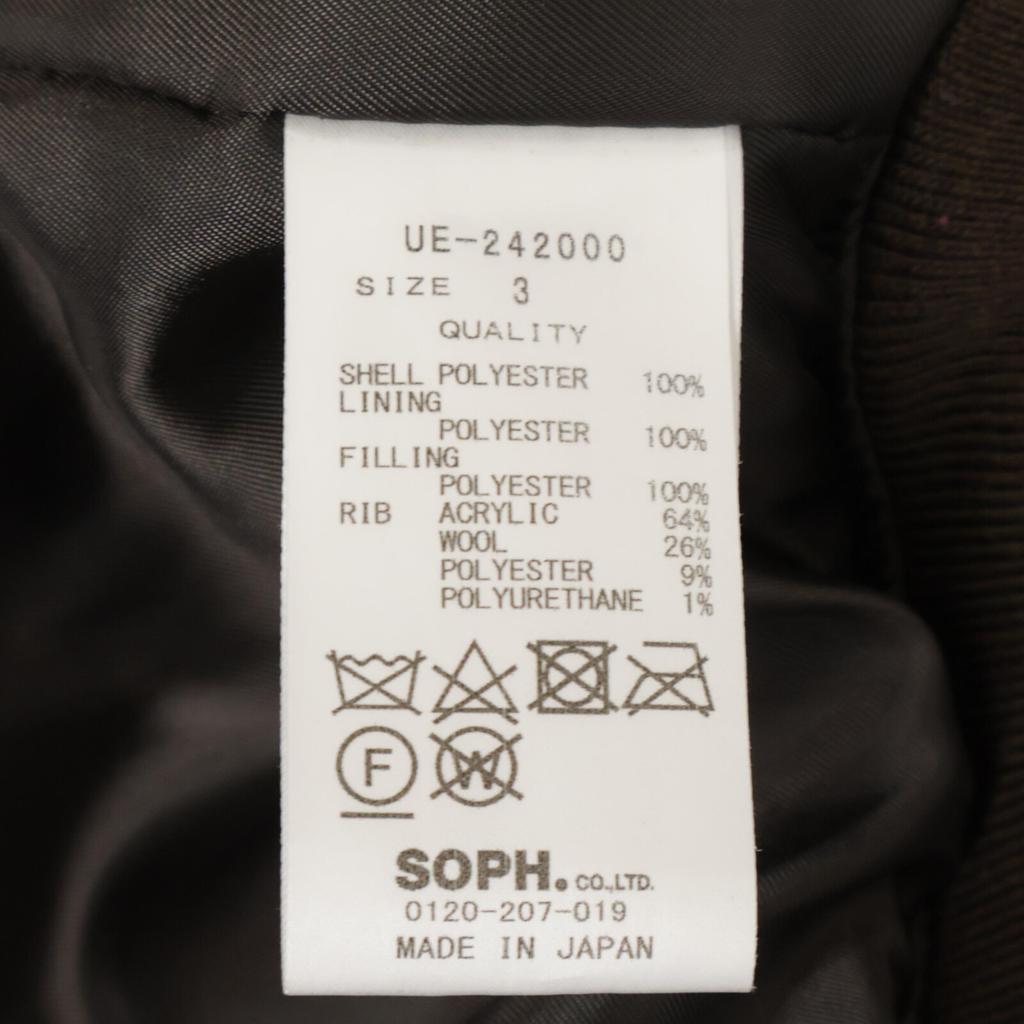 UE-242000
SIZE 3
QUALITY
SHELL POLYESTER 100%
LINING
POLYESTER 100%
FILLING
POLYESTER 100%
RIB ACRYLIC 64%
WOOL 26%
POLYESTER 9%
POLYURETHANE 1%
F W
SOPH. CO.,LTD.
0120-207-019
MADE IN JAPAN